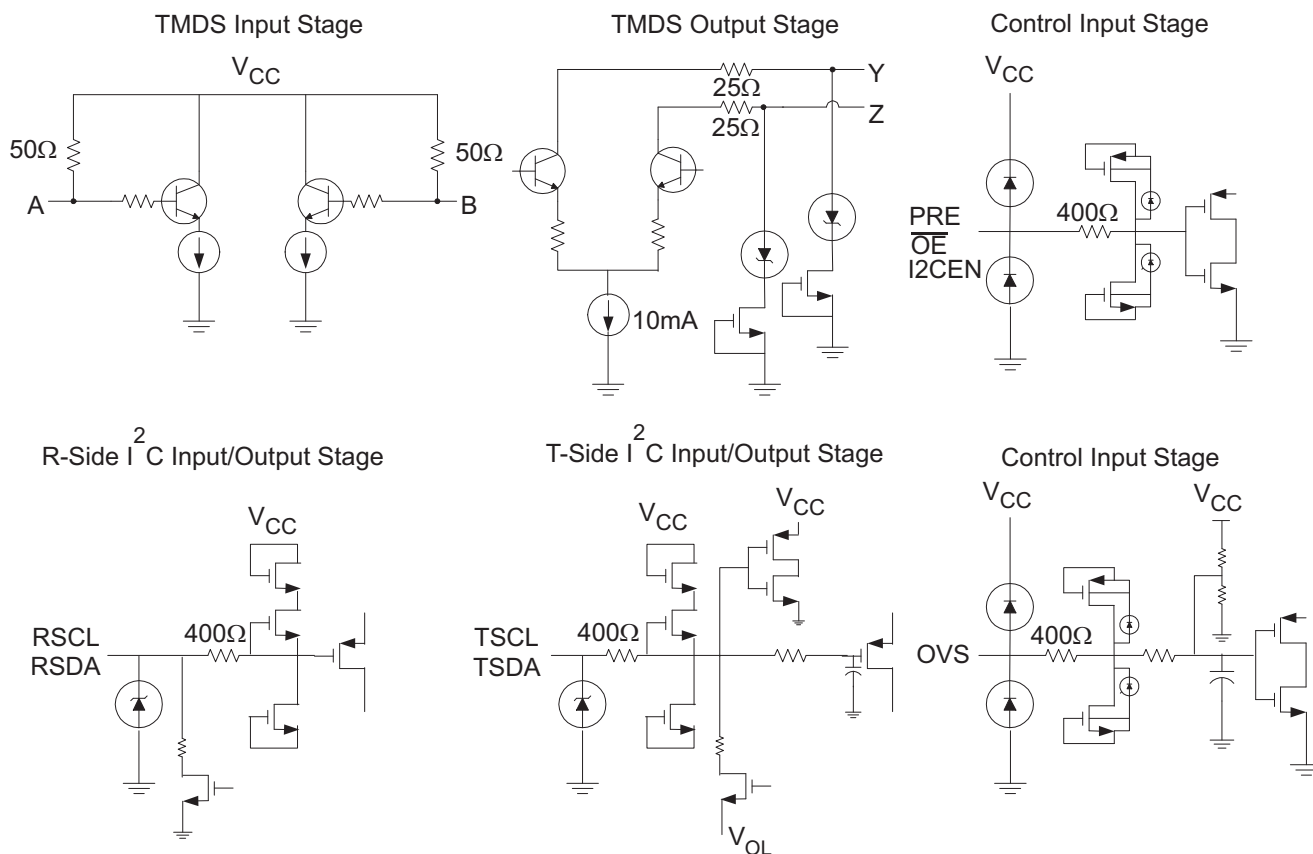 TMDS Input Stage
VCC
50Ω
50Ω
A
B
TMDS Output Stage
25Ω
25Ω
Y
Z
10mA
Control Input Stage
VCC
400Ω
PRE
OE
I2CEN
R-Side I2C Input/Output Stage
VCC
400Ω
RSCL
RSDA
T-Side I2C Input/Output Stage
VCC
VCC
400Ω
TSCL
TSDA
VOL
Control Input Stage
VCC
VCC
400Ω
OVS